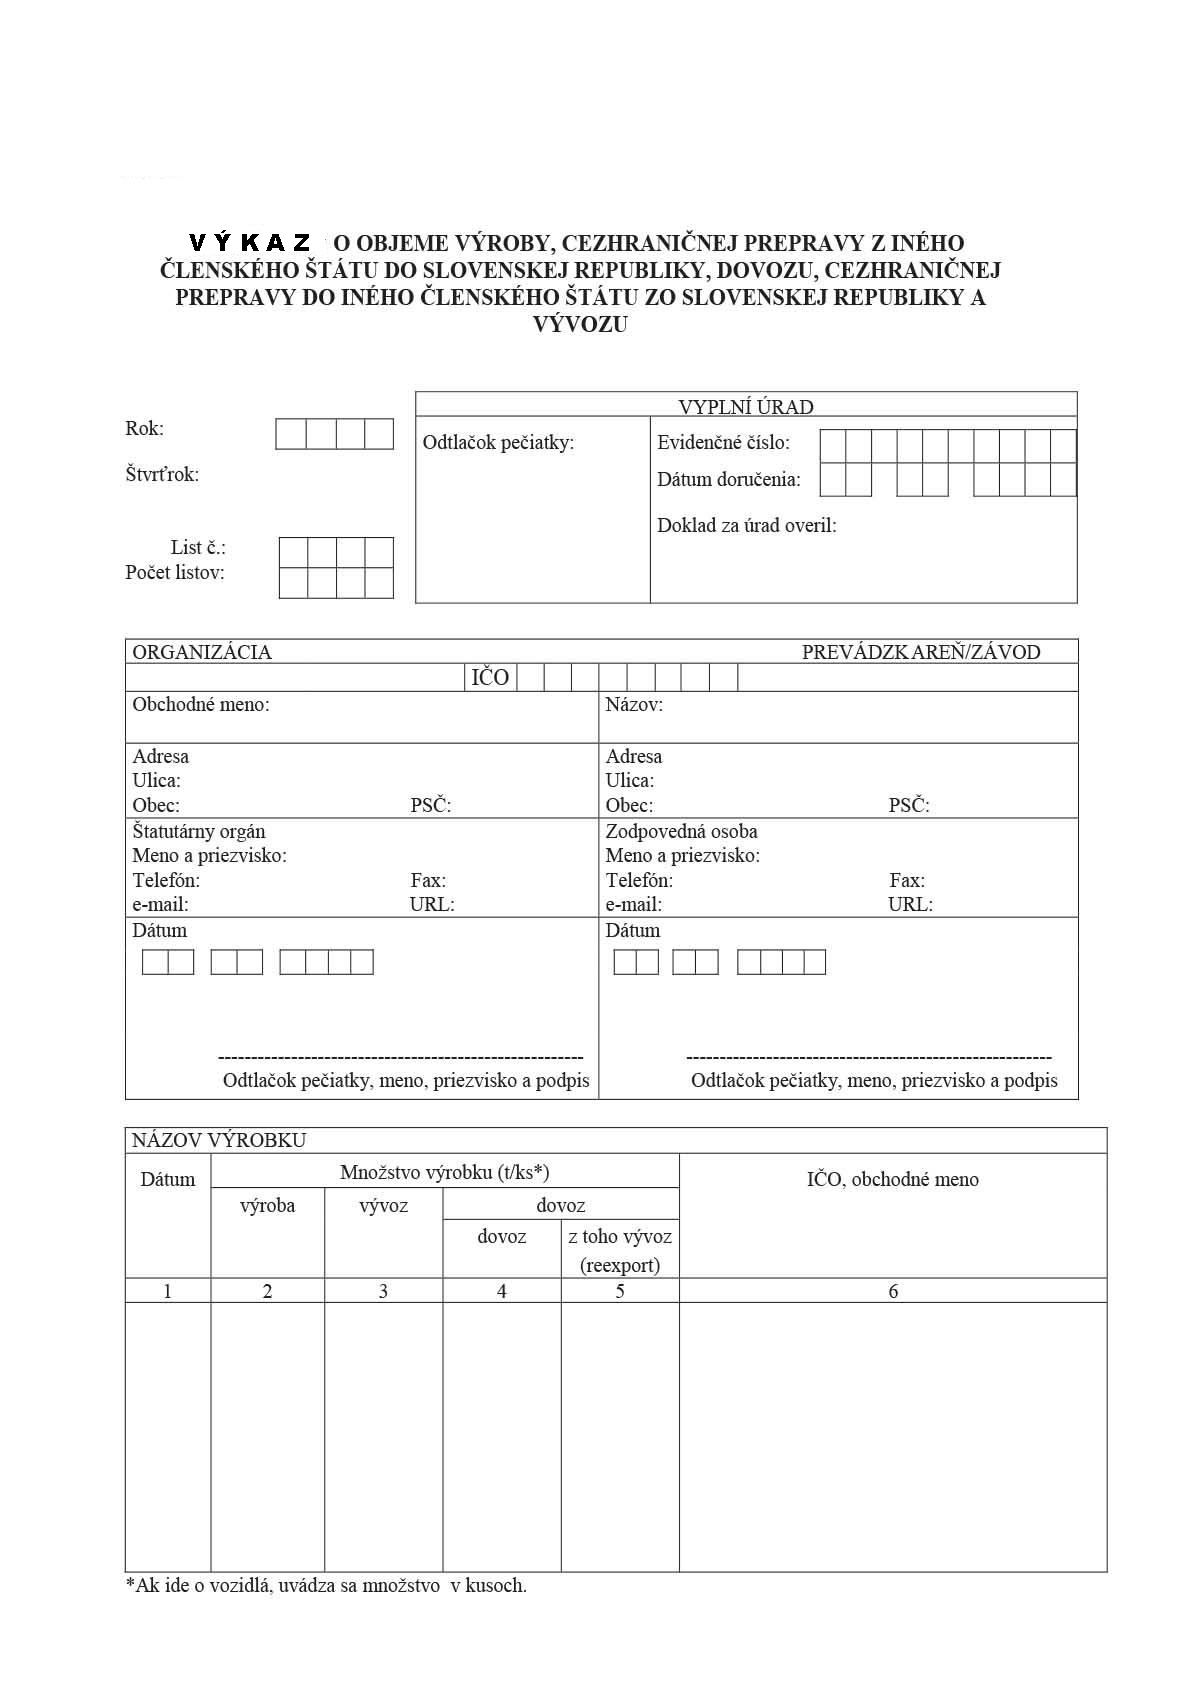 V Ý K A Z O OBJEME VÝROBY, CEZHRANIČNEJ PREPRAVY Z INÉHO
ČLENSKÉHO ŠTÁTU DO SLOVENSKEJ REPUBLIKY, DOVOZU, CEZHRANIČNEJ
PREPRAVY DO INÉHO ČLENSKÉHO ŠTÁTU ZO SLOVENSKEJ REPUBLIKY A
VÝVOZU
Rok:
Štvrťrok:
List č.:
Počet listov:
VYPLNÍ ÚRAD
Odtlačok pečiatky:
Evidenčné číslo:
Dátum doručenia:
Doklad za úrad overil:
ORGANIZÁCIA PREVÁDZKAREŇ/ZÁVOD
IČO
Obchodné meno: Názov:
Adresa Adresa
Ulica: Ulica:
Obec: PSČ: Obec: PSČ:
Štatutárny orgán Zodpovedná osoba
Meno a priezvisko: Meno a priezvisko:
Telefón: Fax: Telefón: Fax:
e-mail: URL: e-mail: URL:
Dátum Dátum
Odtlačok pečiatky, meno, priezvisko a podpis Odtlačok pečiatky, meno, priezvisko a podpis
NÁZOV VÝROBKU
Dátum Množstvo výrobku (t/ks*) IČO, obchodné meno
výroba vývoz dovoz
dovoz z toho vývoz
(reexport)
1 2 3 4 5 6
*Ak ide o vozidlá, uvádza sa množstvo v kusoch.